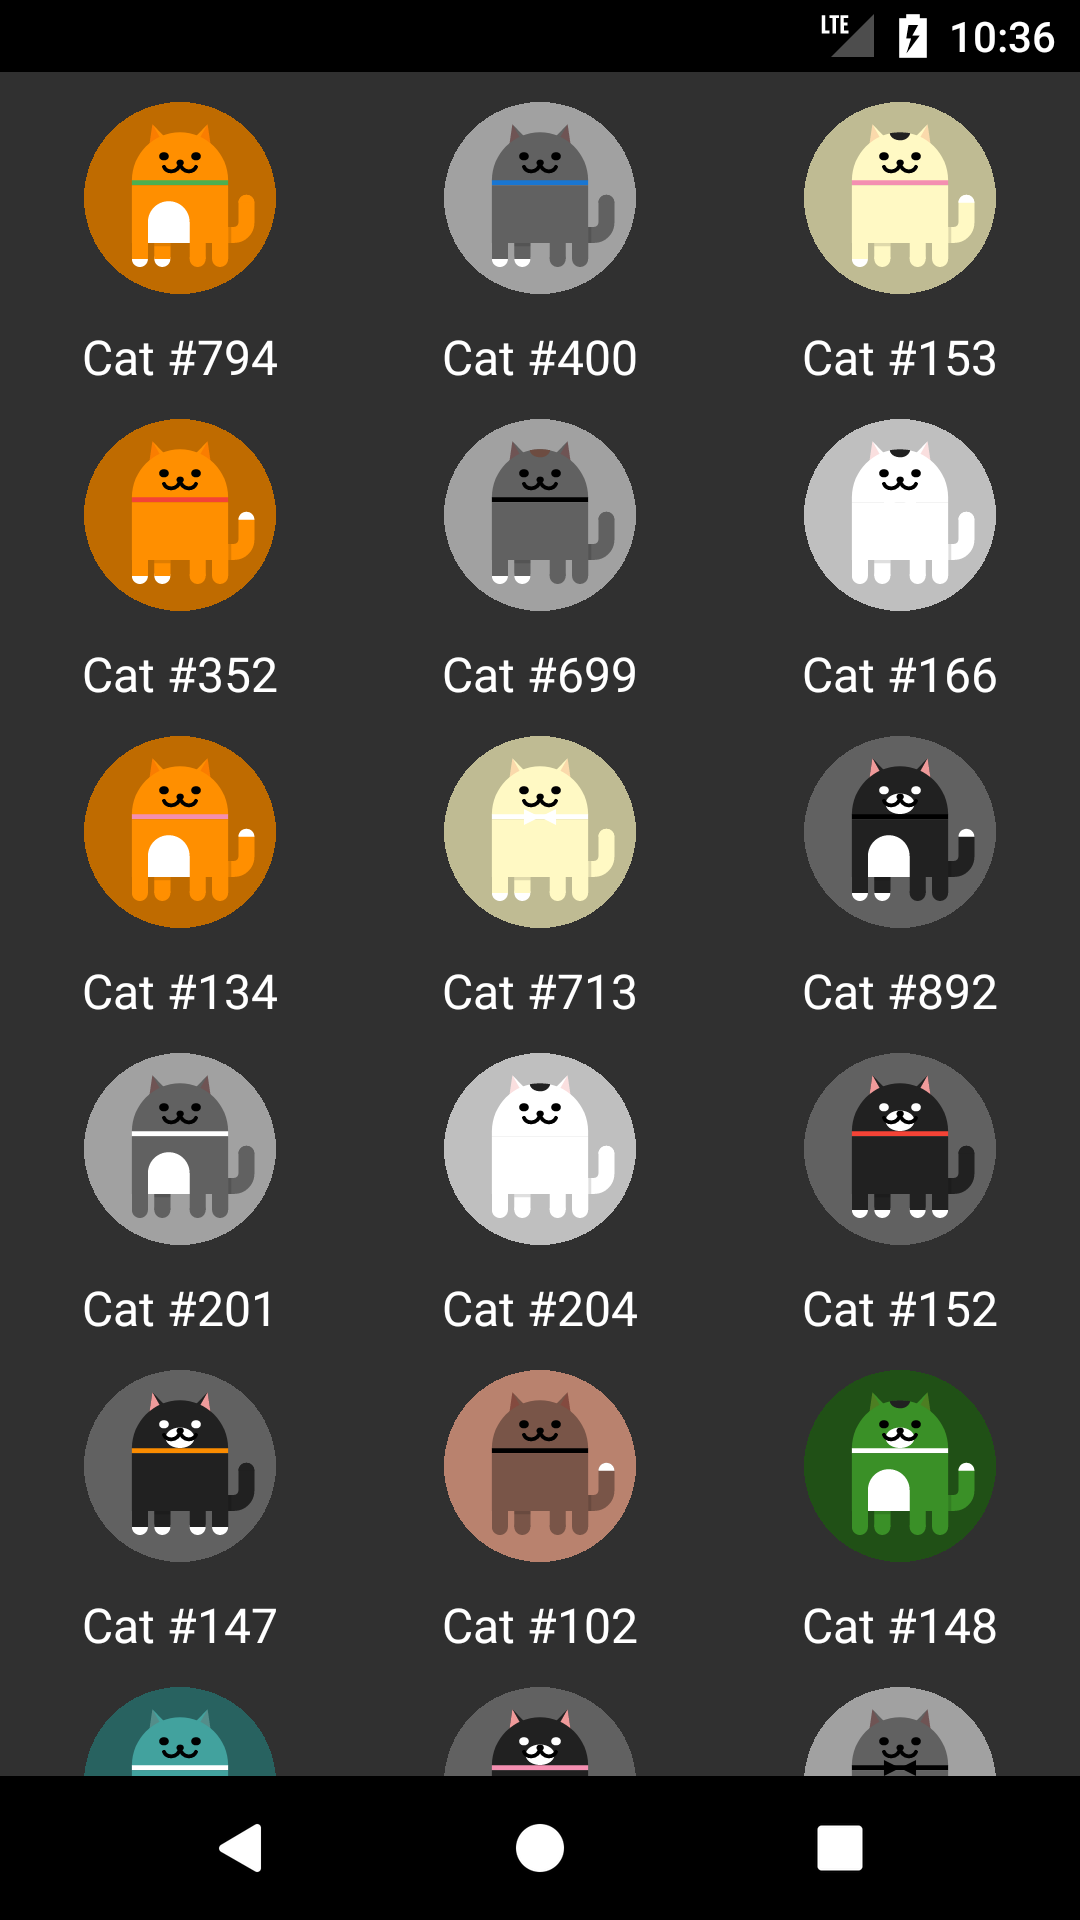 LTE 10:36
Cat #794 Cat #400 Cat #153
Cat #352 Cat #699 Cat #166
Cat #134 Cat #713 Cat #892
Cat #201 Cat #204 Cat #152
Cat #147 Cat #102 Cat #148